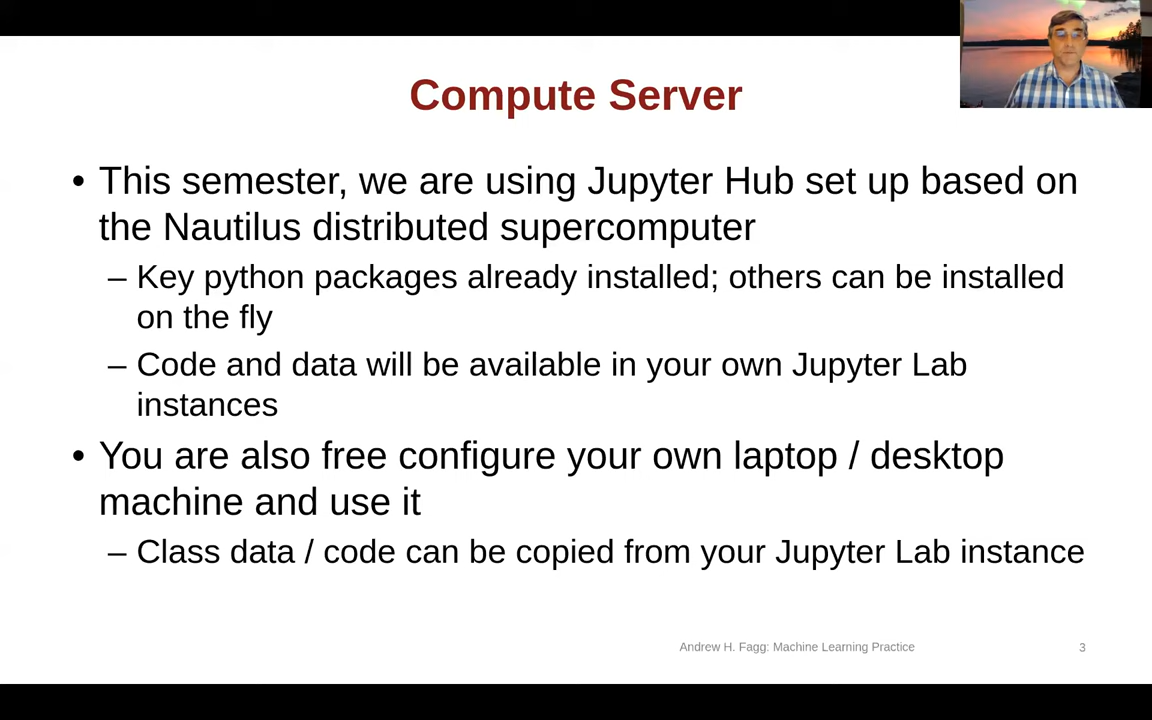 Compute Server
• This semester, we are using Jupyter Hub set up based on
the Nautilus distributed supercomputer
– Key python packages already installed; others can be installed
on the fly
– Code and data will be available in your own Jupyter Lab
instances
• You are also free configure your own laptop / desktop
machine and use it
– Class data / code can be copied from your Jupyter Lab instance
Andrew H. Fagg: Machine Learning Practice
3